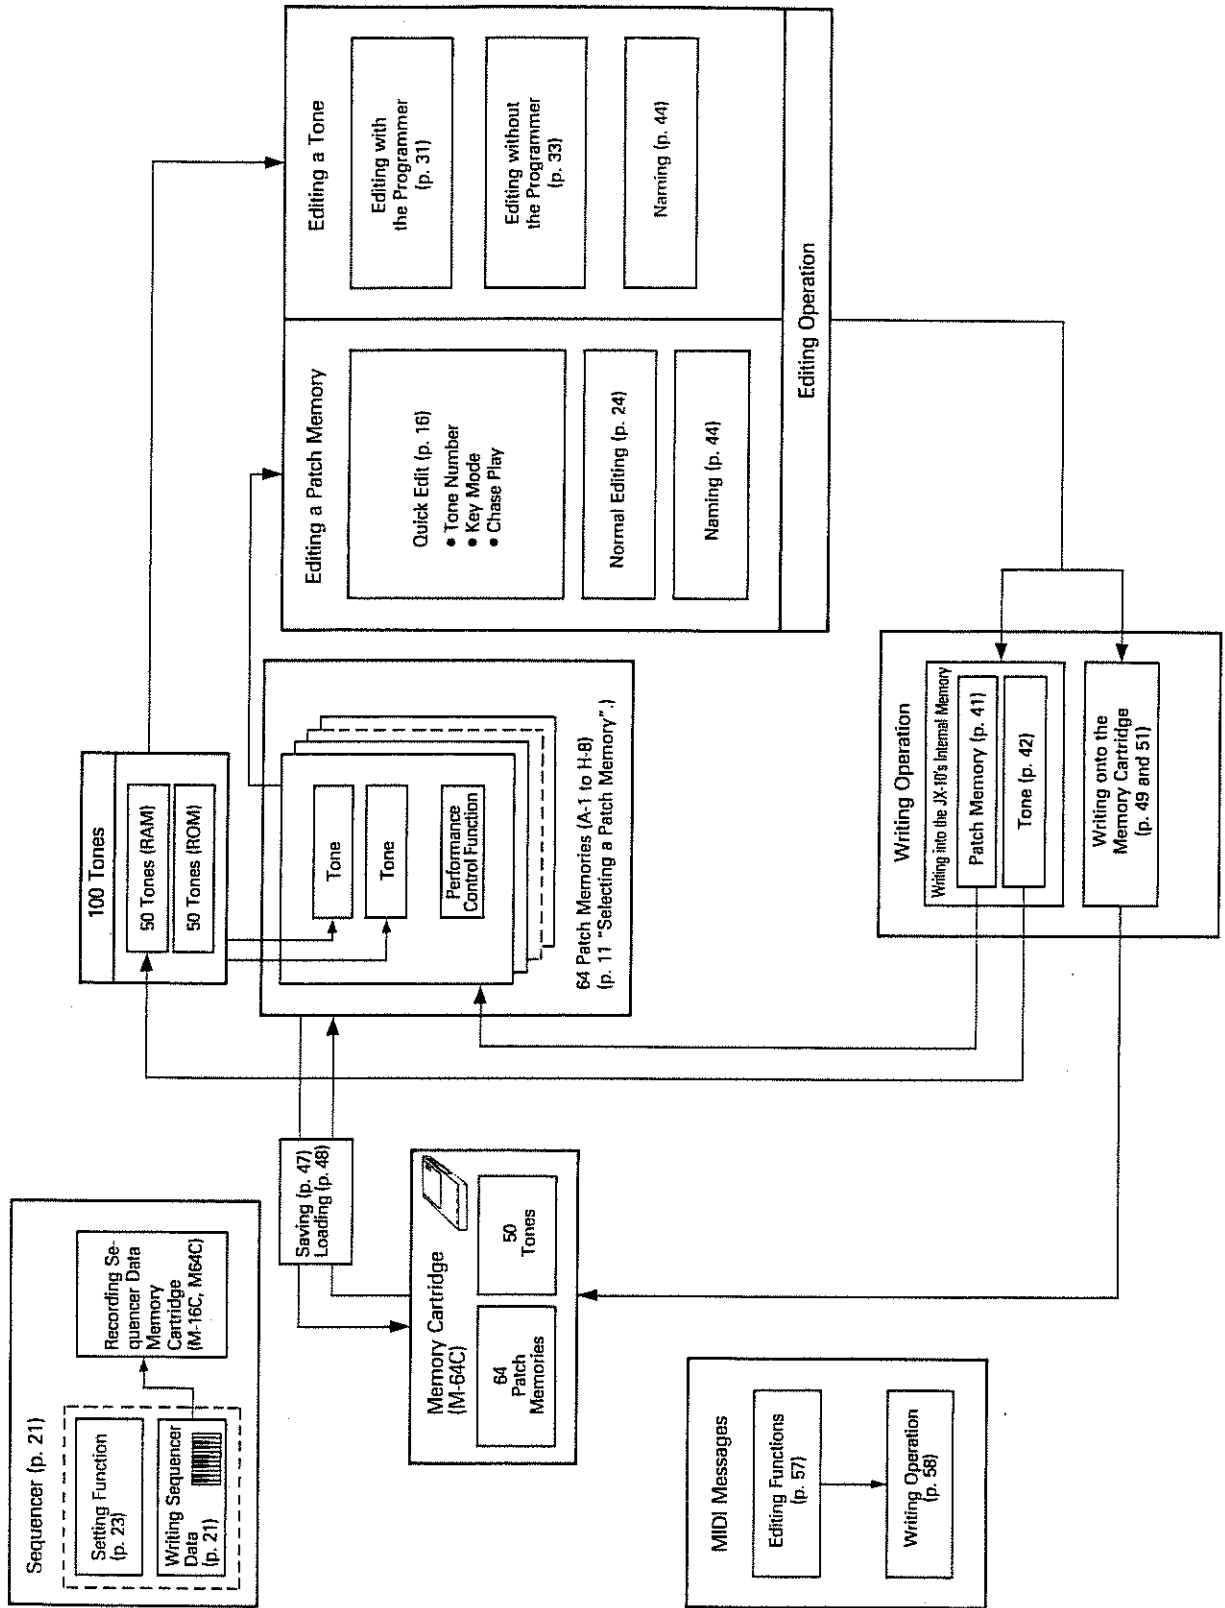 Sequencer (p. 21)
Setting Function
(p. 23)
Writing Sequencer
Data
(p. 21)
Recording Se-
quencer Data
Memory
Cartridge
(M-16C, M64C)
Saving (p. 47)
Loading (p. 48)
Memory Cartridge
(M-64C)
64
Patch
Memories
50
Tones
MIDI Messages
Editing Functions
(p. 57)
Writing Operation
(p. 58)
100 Tones
50 Tones (RAM)
50 Tones (ROM)
Tone
Tone
Performance
Control Function
64 Patch Memories (A-1 to H-8)
(p. 11 "Selecting a Patch Memory".)
Writing Operation
Writing into the JX-10's Internal Memory
Patch Memory (p. 41)
Tone (p. 42)
Writing onto the
Memory Cartridge
(p. 49 and 51)
Editing a Patch Memory
Quick Edit (p. 16)
• Tone Number
• Key Mode
• Chase Play
Normal Editing (p. 24)
Naming (p. 44)
Editing a Tone
Editing with
the Programmer
(p. 31)
Editing without
the Programmer
(p. 33)
Naming (p. 44)
Editing Operation